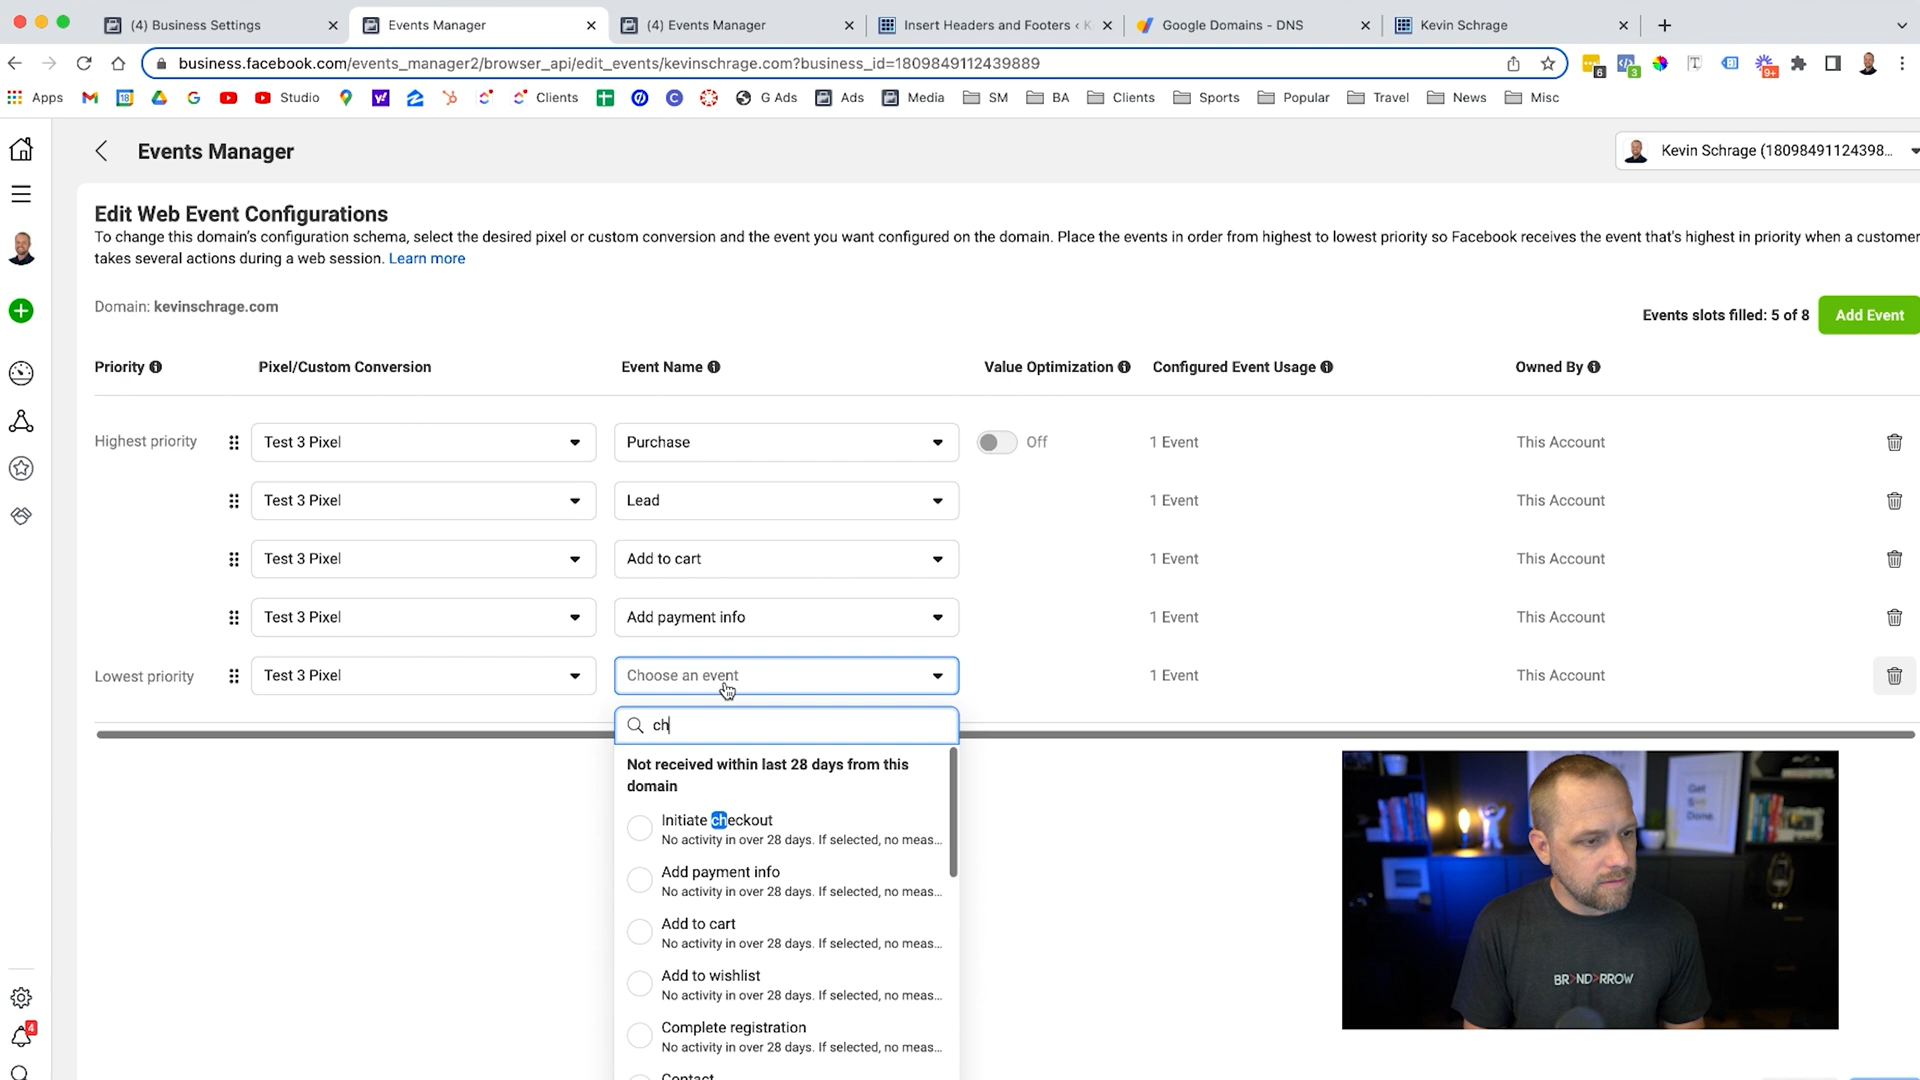 (4) Business Settings
Events Manager
(4) Events Manager
Insert Headers and Footers ‹ K
Google Domains - DNS
Kevin Schrage
business.facebook.com/events_manager2/browser_api/edit_events/kevinschrage.com?business_id=1809849112439889
6
3
9+
Apps
Studio
Clients
G Ads
Ads
Media
SM
BA
Clients
Sports
Popular
Travel
News
Misc
Events Manager
Kevin Schrage (18098491124398...
Edit Web Event Configurations
To change this domain's configuration schema, select the desired pixel or custom conversion and the event you want configured on the domain. Place the events in order from highest to lowest priority so Facebook receives the event that's highest in priority when a customer
takes several actions during a web session. Learn more
Domain: kevinschrage.com
Events slots filled: 5 of 8
Add Event
Priority
Pixel/Custom Conversion
Event Name
Value Optimization
Configured Event Usage
Owned By
Highest priority
Test 3 Pixel
Purchase
Off
1 Event
This Account
Test 3 Pixel
Lead
1 Event
This Account
Test 3 Pixel
Add to cart
1 Event
This Account
Test 3 Pixel
Add payment info
1 Event
This Account
Lowest priority
Test 3 Pixel
Choose an event
1 Event
This Account
ch
Not received within last 28 days from this
domain
Initiate checkout
No activity in over 28 days. If selected, no meas...
Add payment info
No activity in over 28 days. If selected, no meas...
Add to cart
No activity in over 28 days. If selected, no meas...
Add to wishlist
No activity in over 28 days. If selected, no meas...
Complete registration
No activity in over 28 days. If selected, no meas...
Contact
4
Get
Done.
BR>ND>RROW